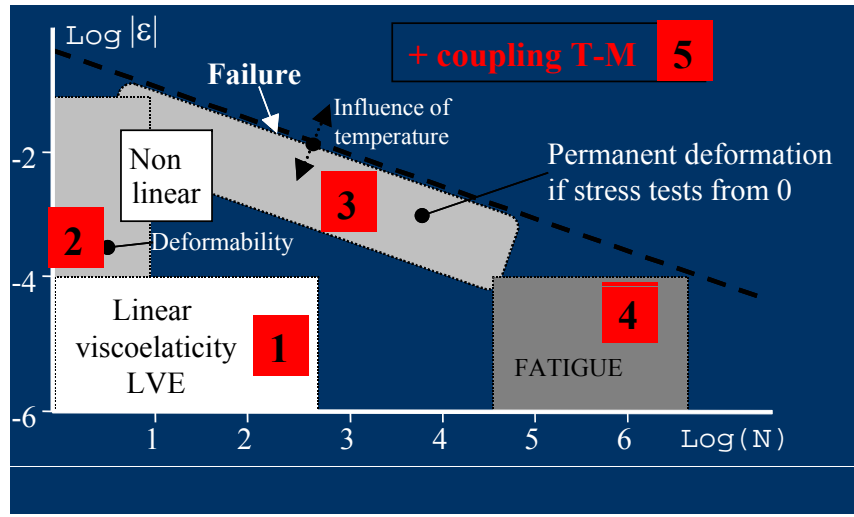 Log |ε|
+ coupling T-M 5
Failure
Influence of
temperature
-2
Non
linear
Permanent deformation
if stress tests from 0
3
2
Deformability
-4
Linear
viscoelaticity
LVE
1
4
FATIGUE
-6
1 2 3 4 5 6 Log(N)